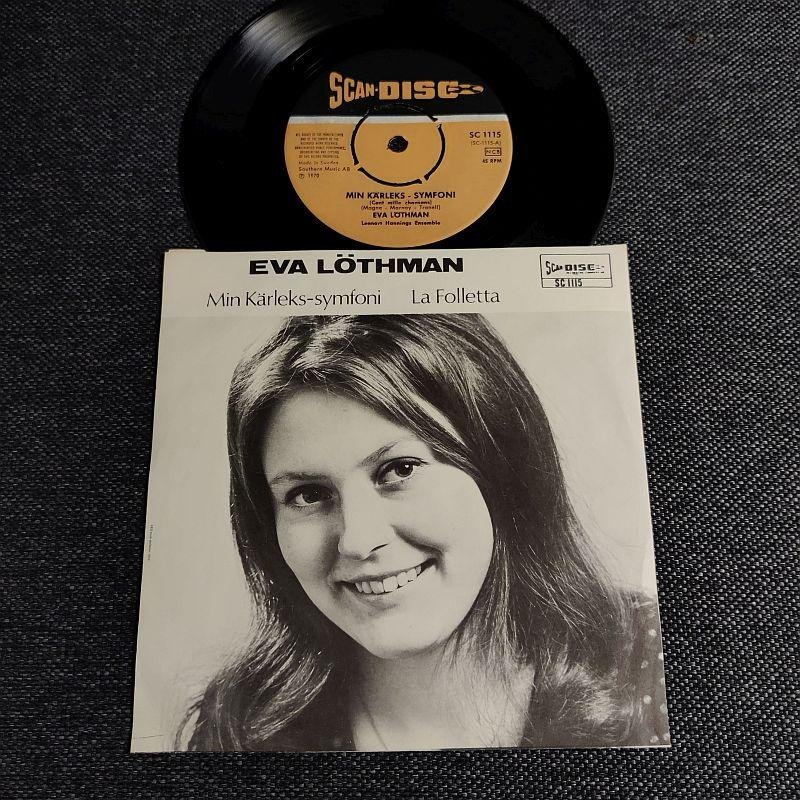 SCAN-DISC
SC 1115
(SC-1115-A)
NCB
45 RPM
Made in Sweden
Southern Music AB
℗ 1970
MIN KÄRLEKS - SYMFONI
(Cent mille chansons)
(Magne - Marnay - Tranell)
EVA LÖTHMAN
Lennart Hannings Ensemble
EVA LÖTHMAN
Min Kärleks-symfoni La Folletta
SCAN-DISC
SC 1115